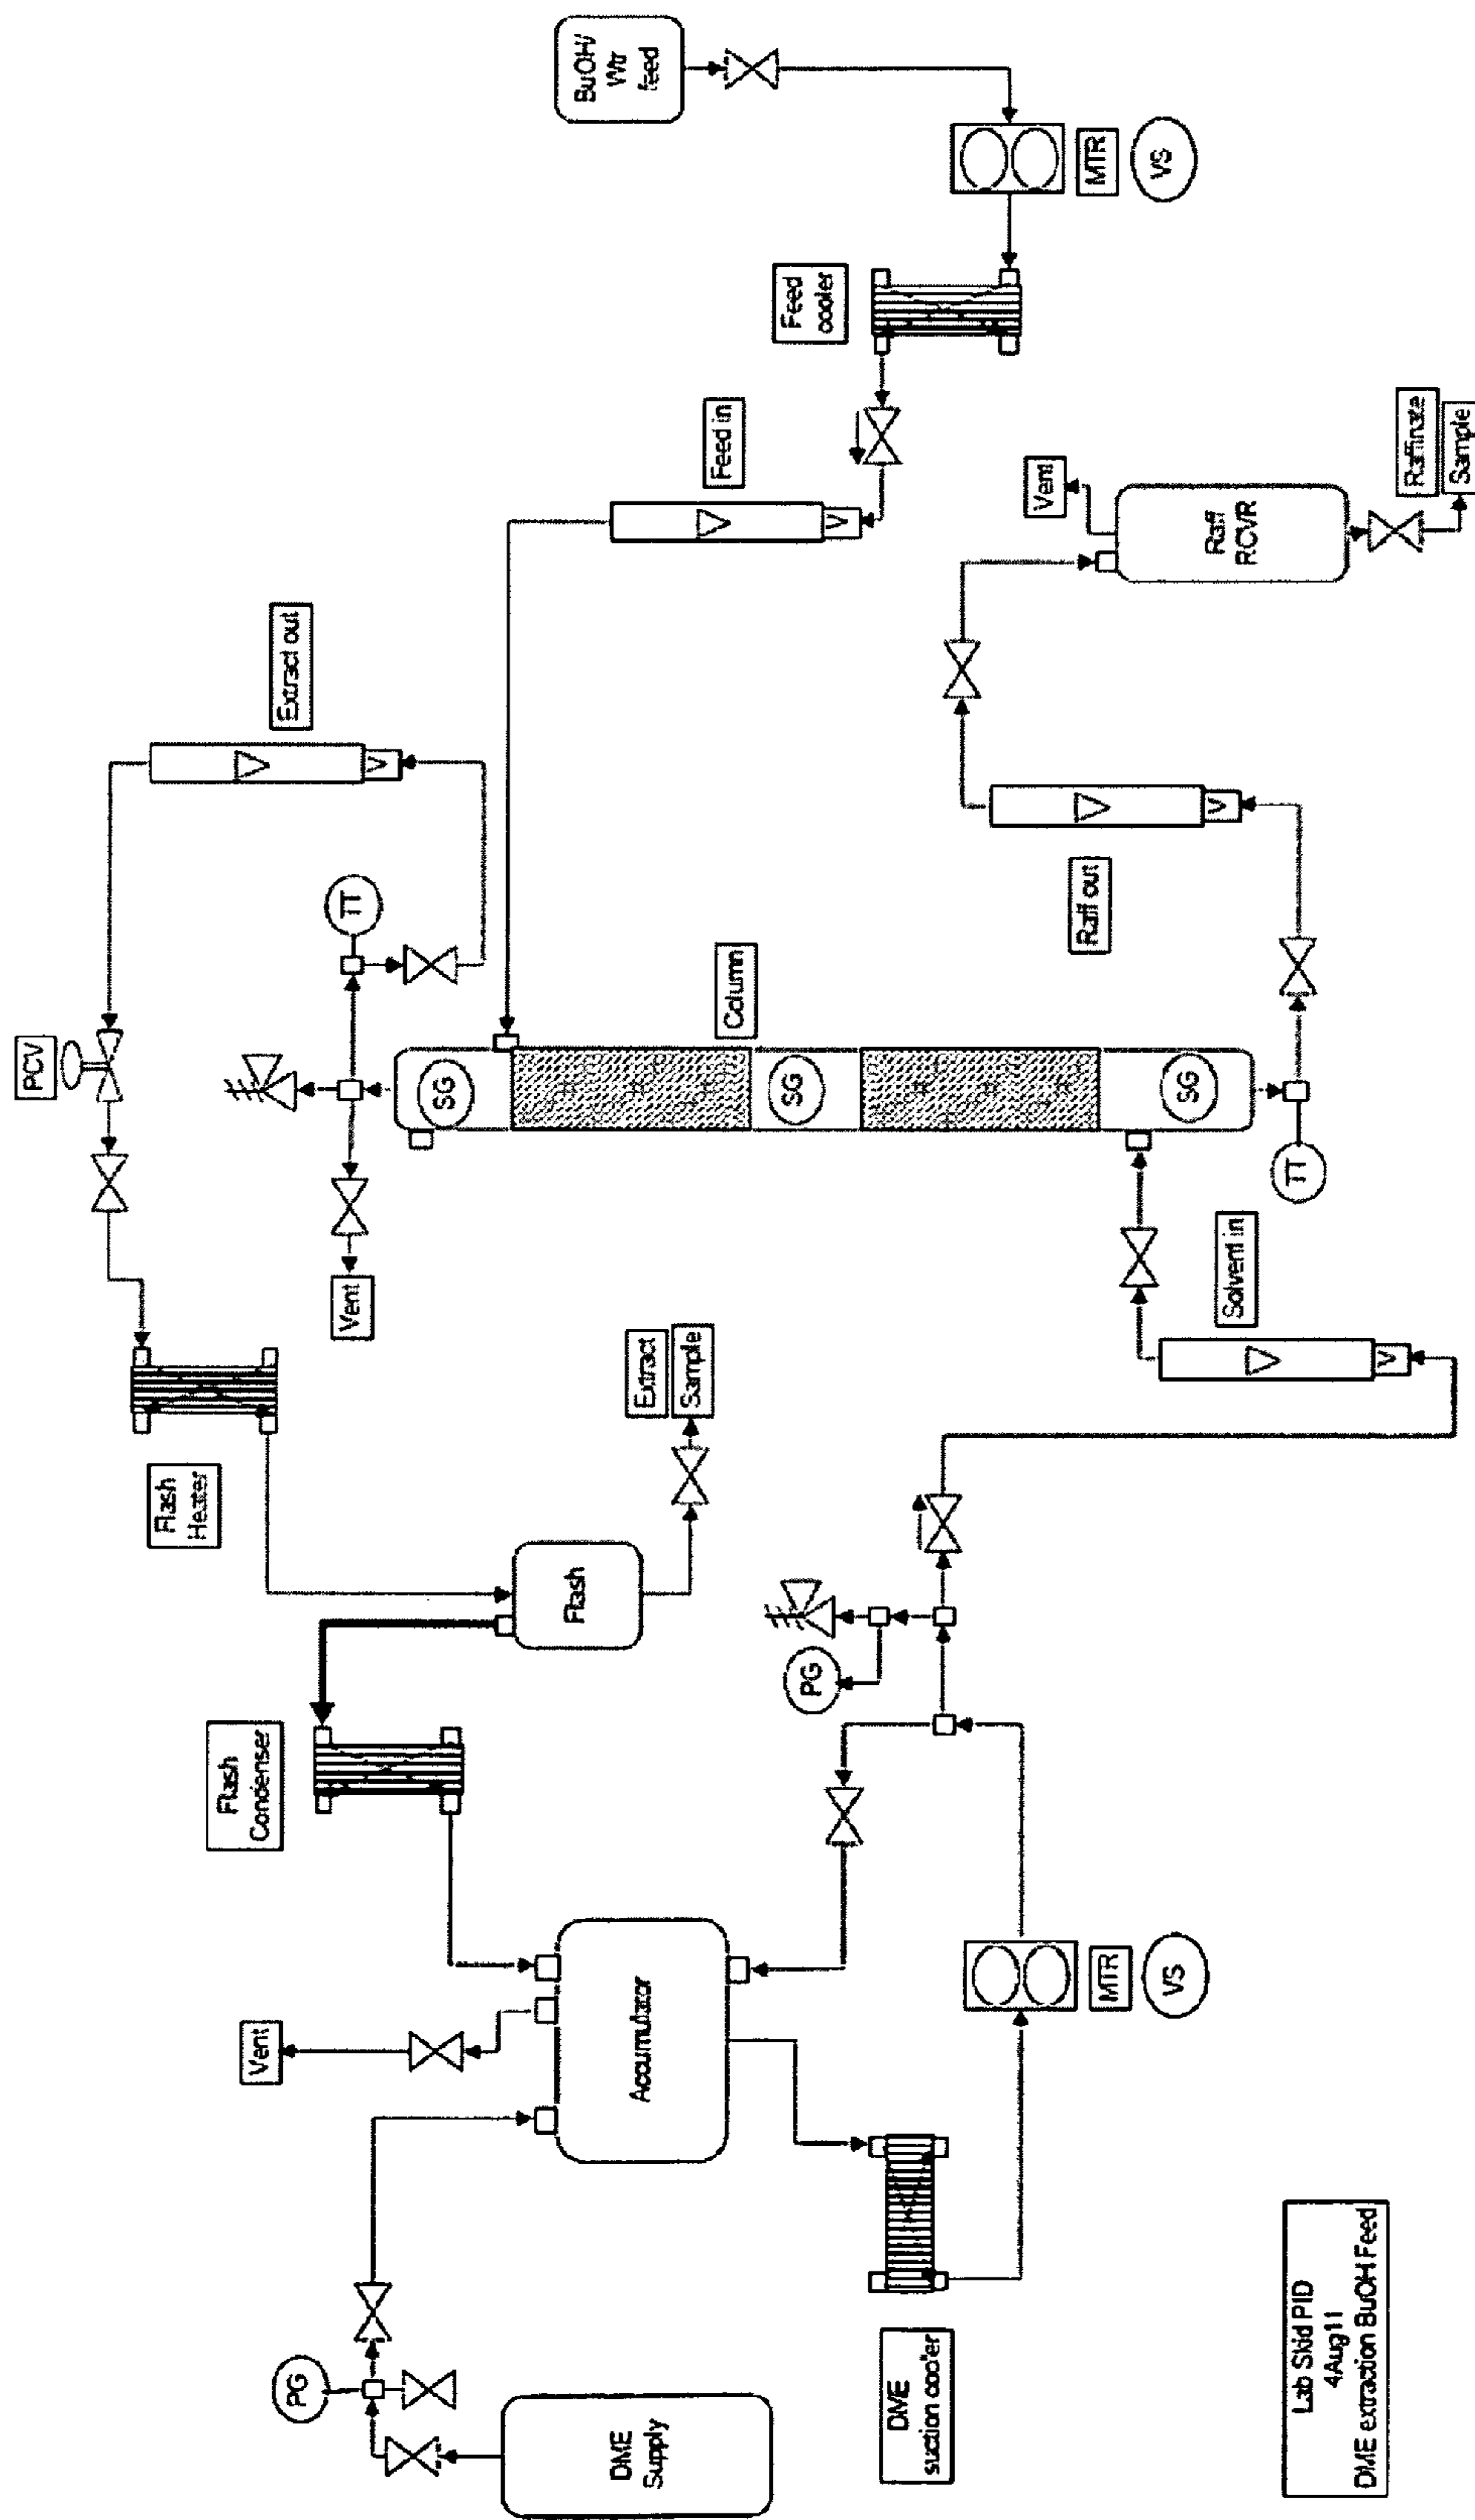 PCV
Flash
Heater
Flash
Condenser
Vent
Extract out
PG
Vent
TT
SG
BuOH/
Wtr
feed
V
DME
Supply
Accumulator
Flash
Extract
Sample
Column
Feed in
Feed
cooler
SG
PG
V
MTR
VS
DME
suction cooler
Vent
Raff out
MTR
VS
SG
Raff
RCVR
V
Solvent in
TT
Raffinate
Sample
V
Lab Skid PID
4Aug11
DME extraction BuOH Feed